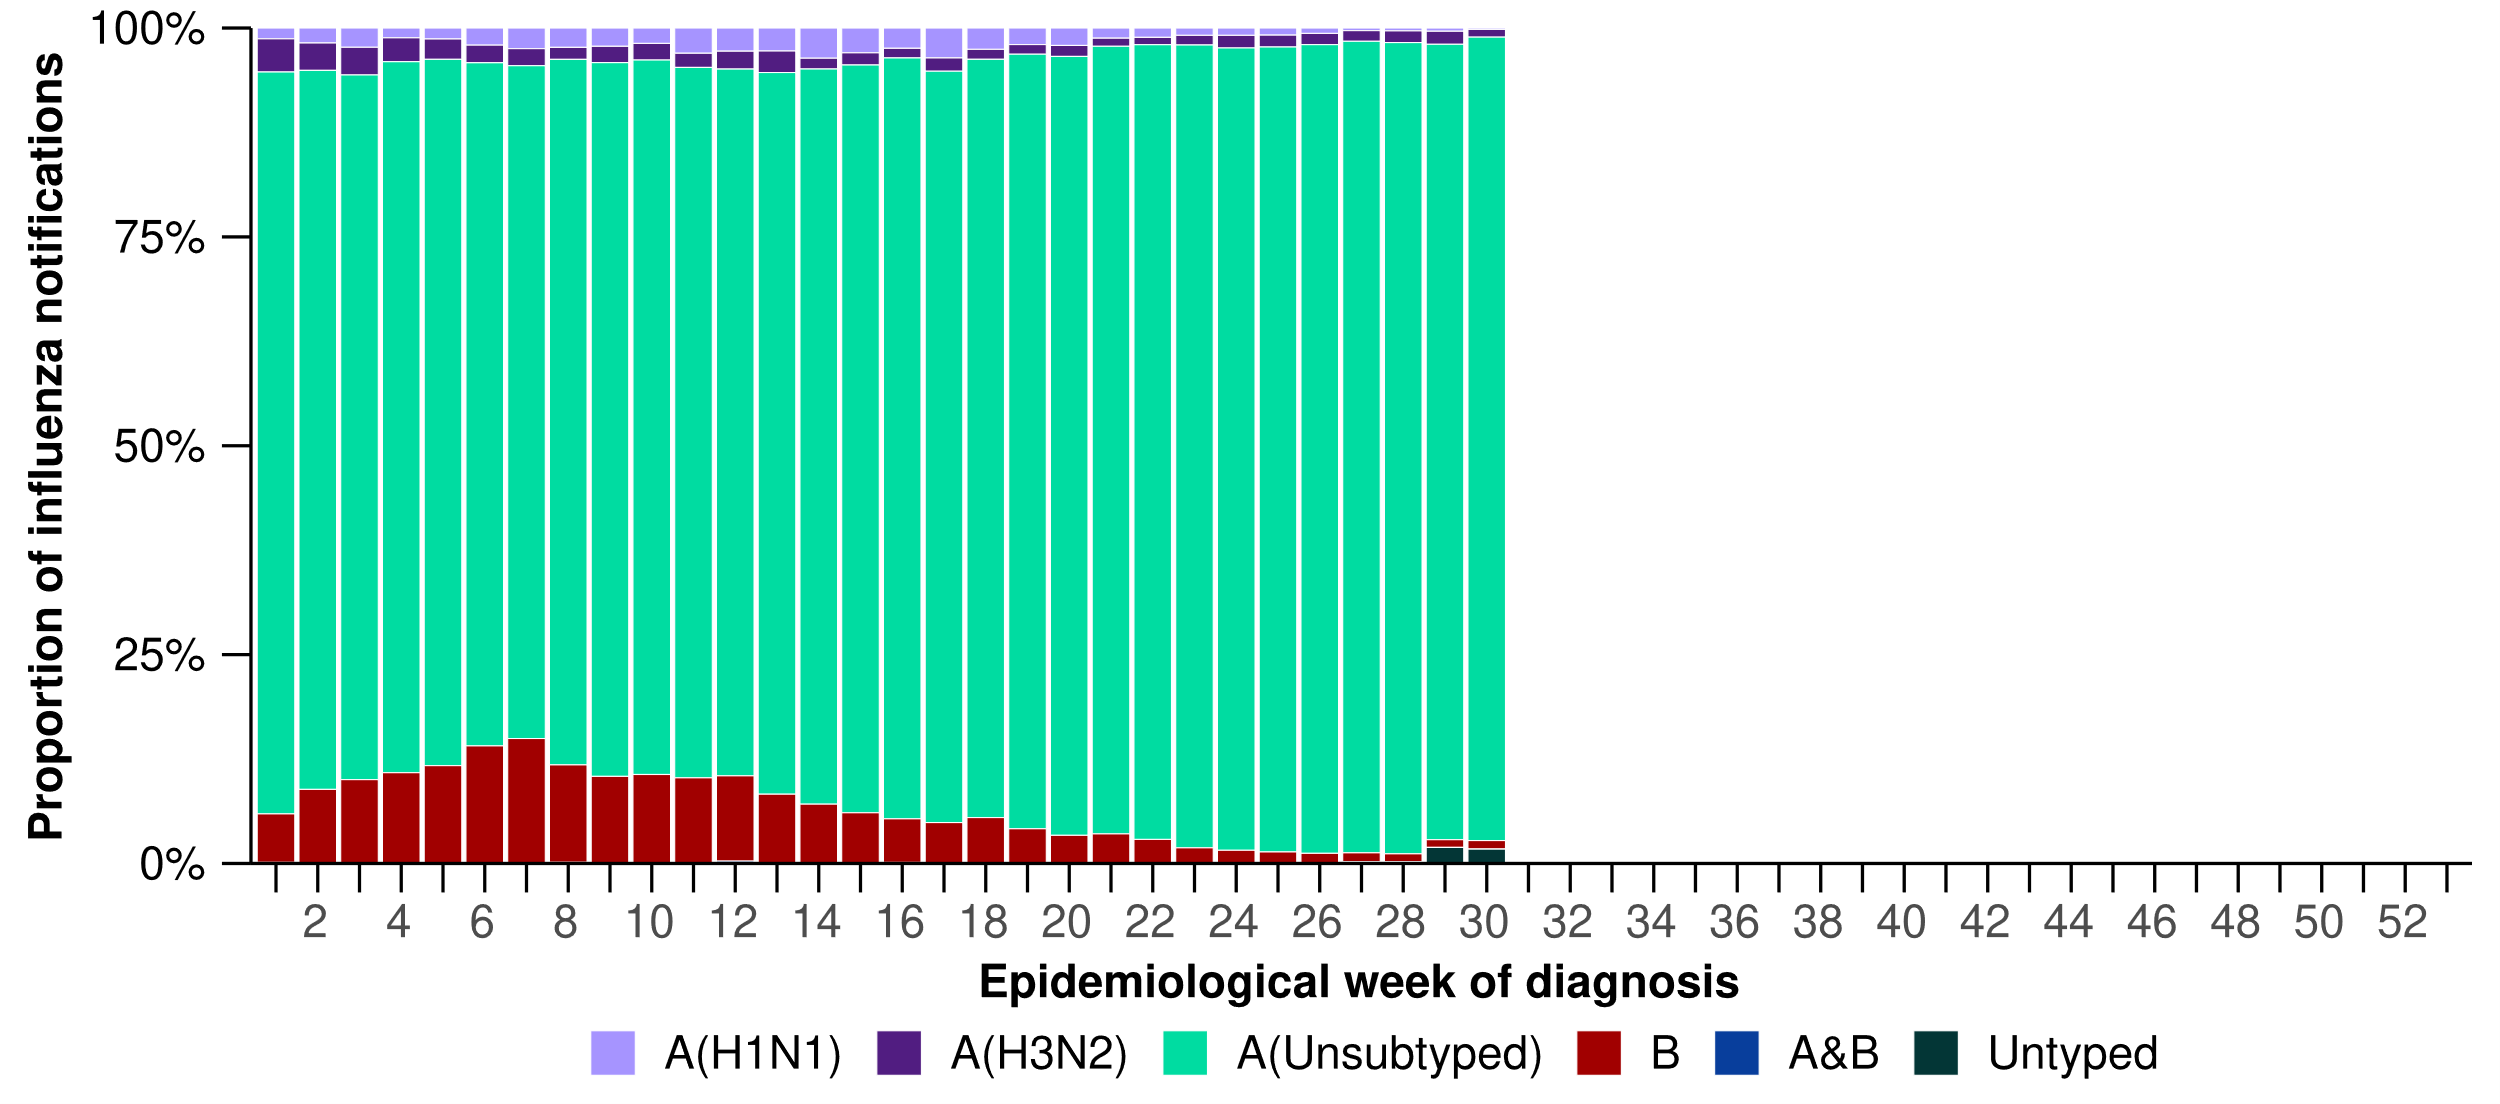 Proportion of influenza notifications
100%
75%
50%
25%
0%
2 4 6 8 10 12 14 16 18 20 22 24 26 28 30 32 34 36 38 40 42 44 46 48 50 52
Epidemiological week of diagnosis
A(H1N1) A(H3N2) A(Unsubtyped) B A&B Untyped